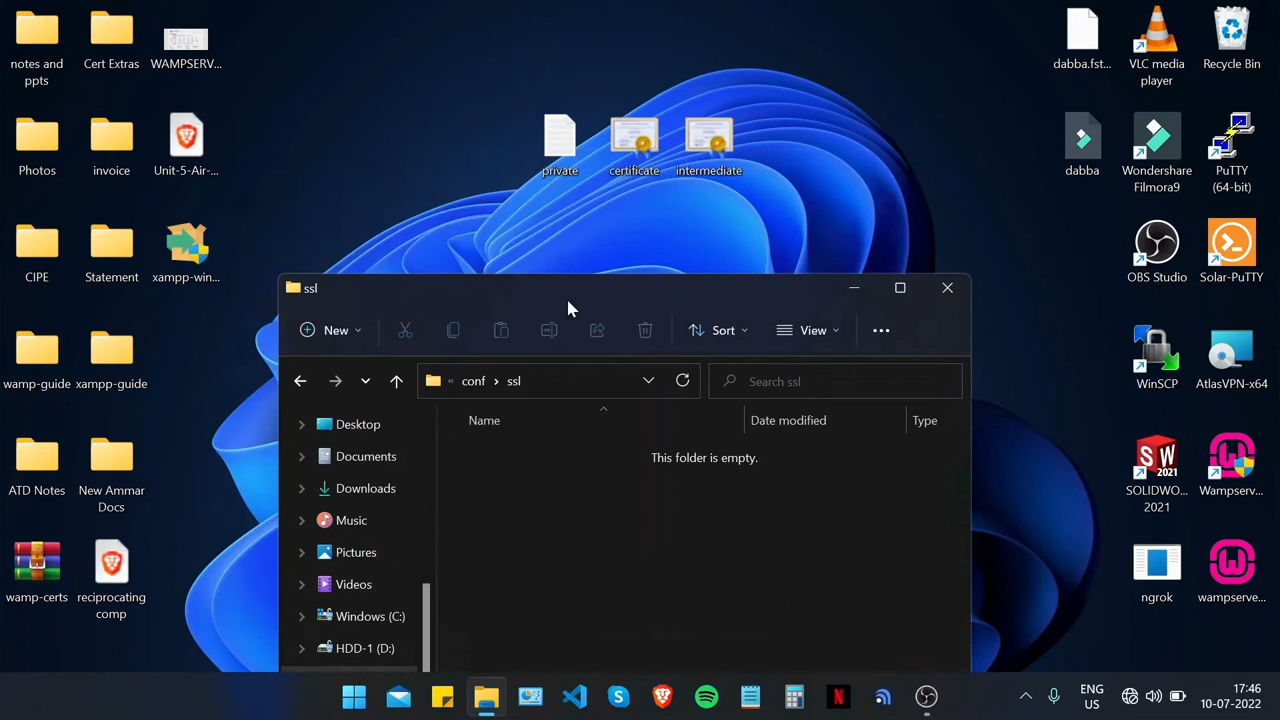 notes and
ppts
Cert Extras
WAMPSERV...
Photos
invoice
Unit-5-Air-...
CIPE
Statement
xampp-win...
wamp-guide
xampp-guide
ATD Notes
New Ammar
Docs
wamp-certs
reciprocating
comp
private
certificate
intermediate
dabba.fst...
VLC media
player
Recycle Bin
dabba
Wondershare
Filmora9
PuTTY
(64-bit)
OBS Studio
Solar-PuTTY
WinSCP
AtlasVPN-x64
SW
2021
SOLIDWO...
2021
Wampserv...
ngrok
wampserve...
ssl
New
Sort
View
« conf › ssl
Search ssl
Name
Date modified
Type
This folder is empty.
Desktop
Documents
Downloads
Music
Pictures
Videos
Windows (C:)
HDD-1 (D:)
ENG
US
17:46
10-07-2022